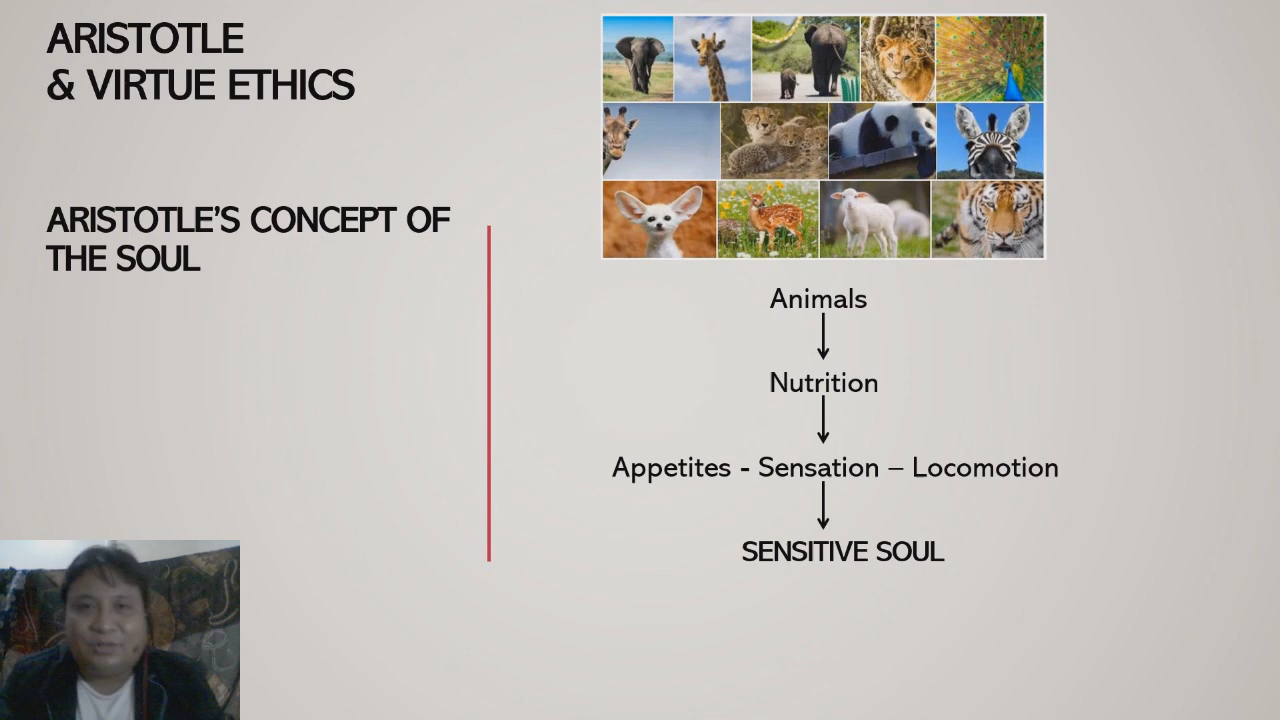 ARISTOTLE
& VIRTUE ETHICS
ARISTOTLE’S CONCEPT OF
THE SOUL
Animals
Nutrition
Appetites - Sensation – Locomotion
SENSITIVE SOUL